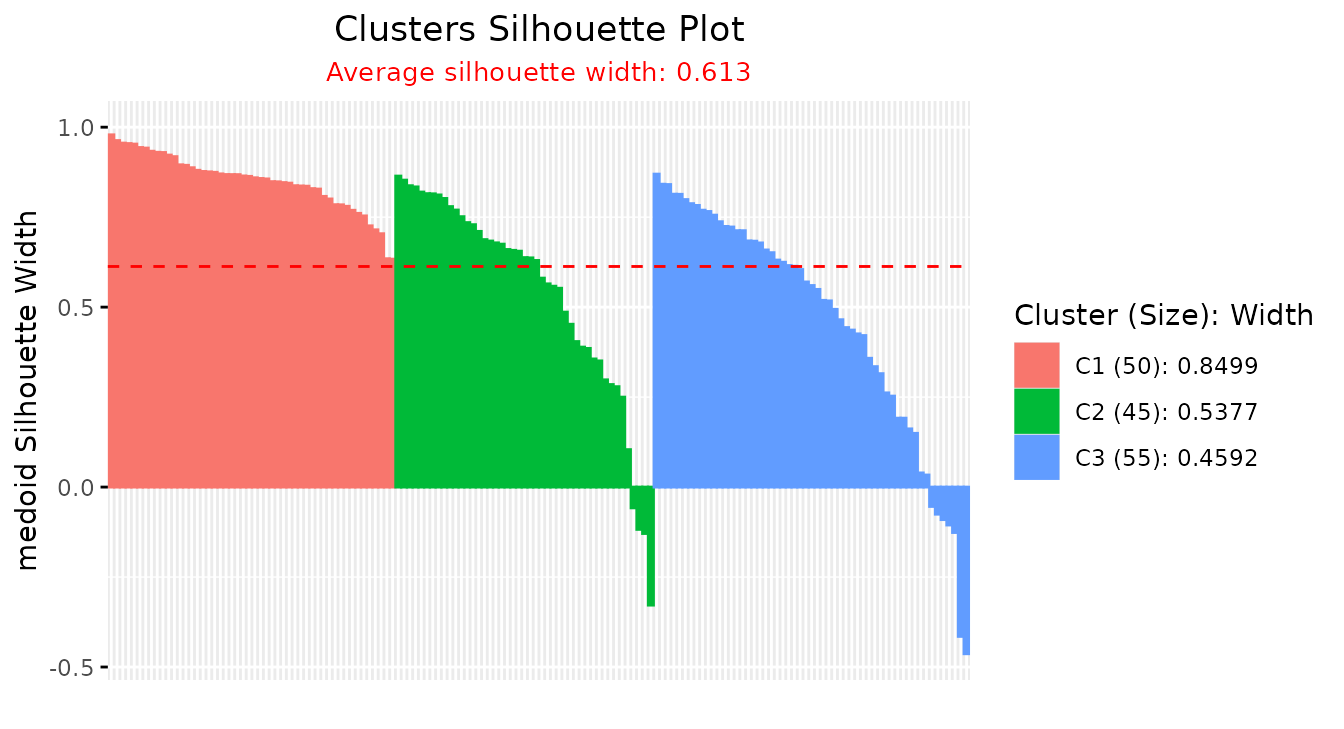 Clusters Silhouette Plot
Average silhouette width: 0.613
medoid Silhouette Width
1.0
0.5
0.0
-0.5
Cluster (Size): Width
C1 (50): 0.8499
C2 (45): 0.5377
C3 (55): 0.4592